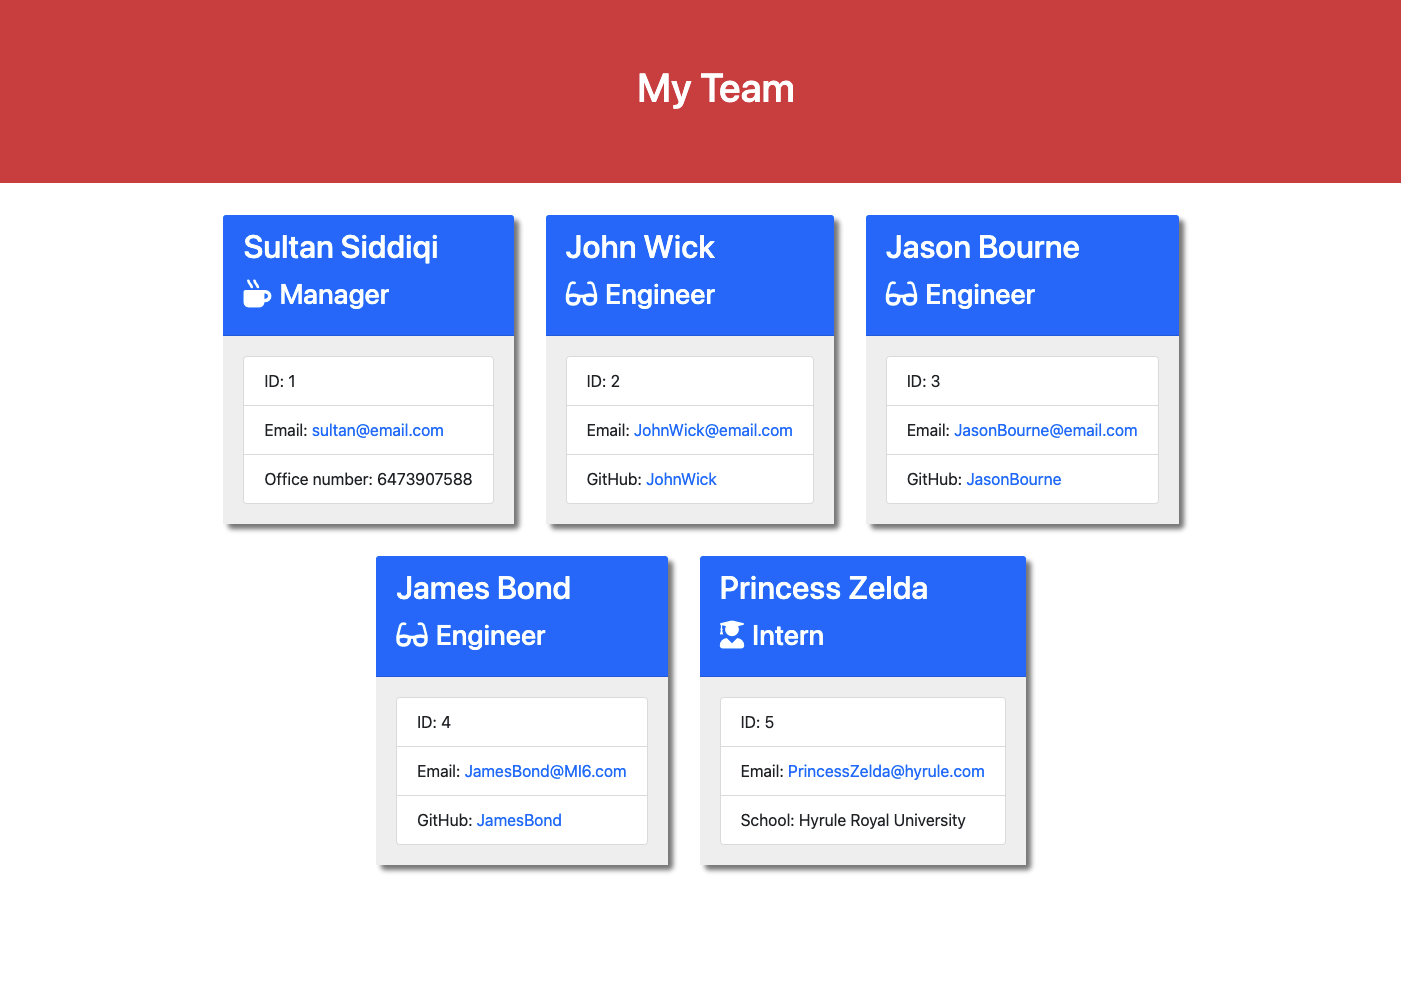 My Team
Sultan Siddiqi
Manager
ID: 1
Email: sultan@email.com
Office number: 6473907588
John Wick
Engineer
ID: 2
Email: JohnWick@email.com
GitHub: JohnWick
Jason Bourne
Engineer
ID: 3
Email: JasonBourne@email.com
GitHub: JasonBourne
James Bond
Engineer
ID: 4
Email: JamesBond@MI6.com
GitHub: JamesBond
Princess Zelda
Intern
ID: 5
Email: PrincessZelda@hyrule.com
School: Hyrule Royal University